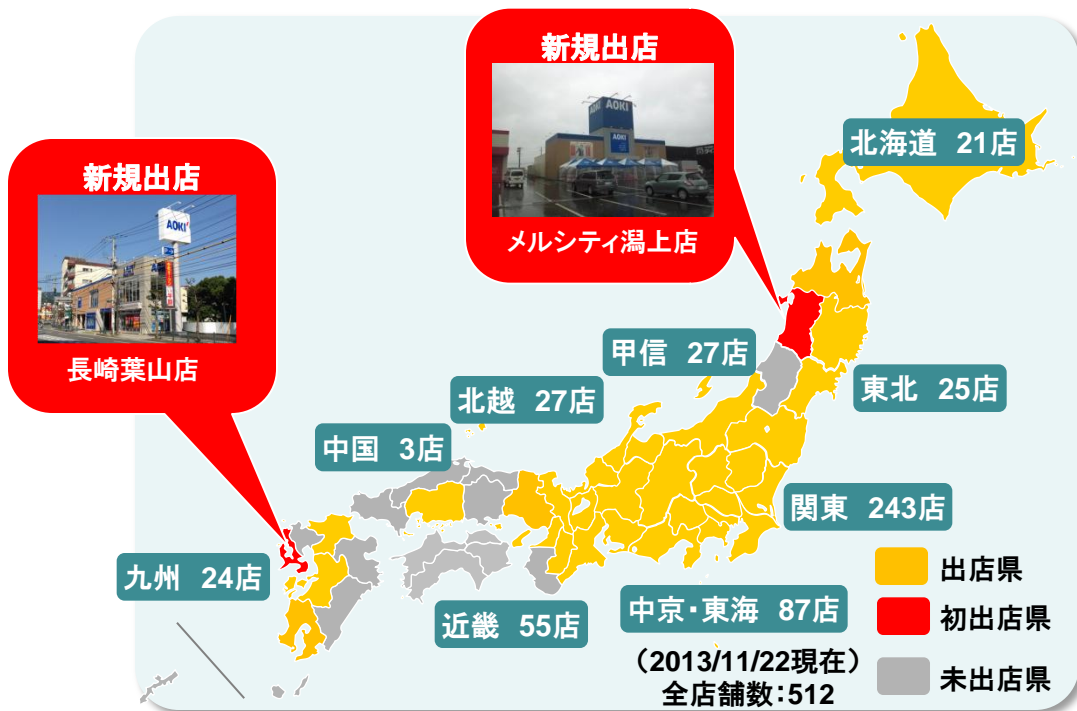 新規出店
AOKI
AOKI
AOKI
メルシティ潟上店
新規出店
AOKI
長崎葉山店
北海道 21店
甲信 27店
東北 25店
北越 27店
中国 3店
関東 243店
九州 24店
近畿 55店
中京・東海 87店
(2013/11/22現在)
全店舗数:512
出店県
初出店県
未出店県